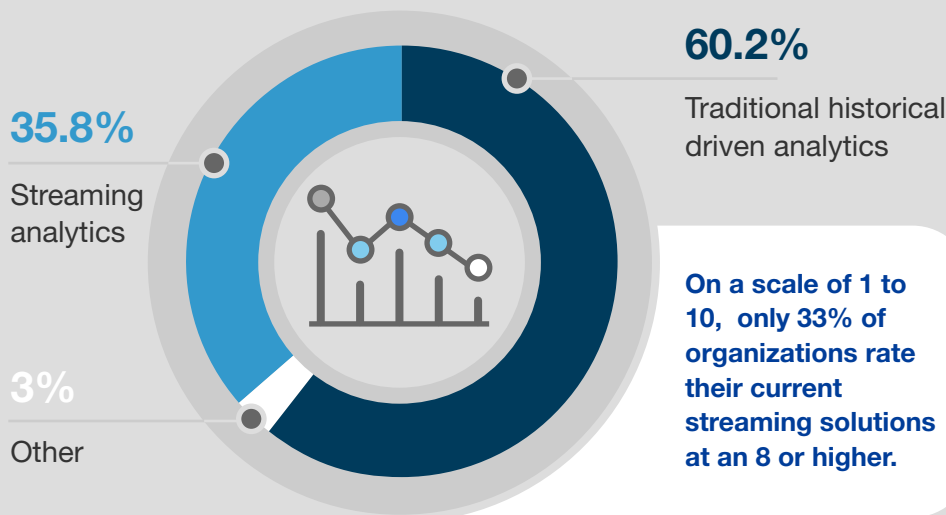 60.2%
Traditional historical
driven analytics
35.8%
Streaming
analytics
3%
Other
On a scale of 1 to
10,  only 33% of
organizations rate
their current
streaming solutions
at an 8 or higher.